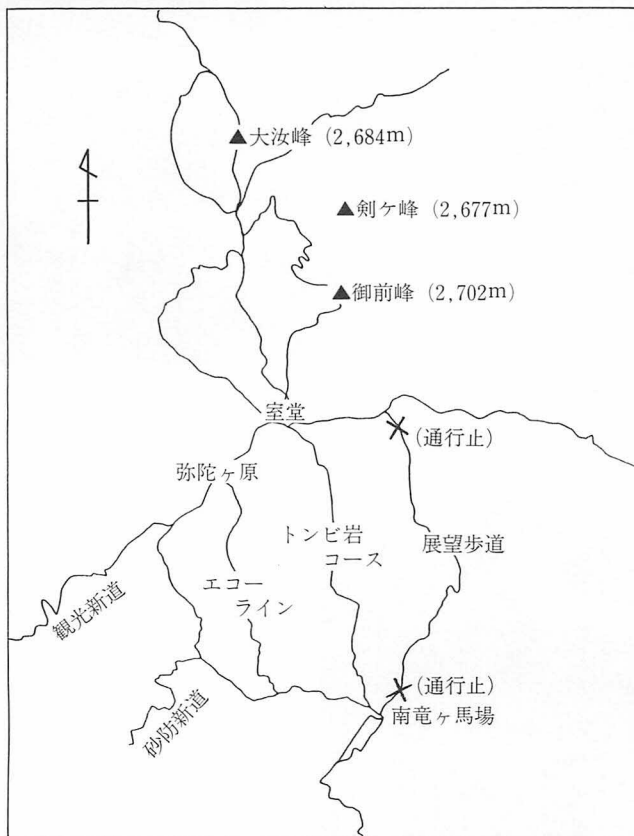 大汝峰 (2,684m)
剣ケ峰 (2,677m)
御前峰 (2,702m)
室堂
(通行止)
弥陀ヶ原
トンビ岩
コース
展望歩道
エコー
ライン
観光新道
(通行止)
南竜ヶ馬場
砂防新道